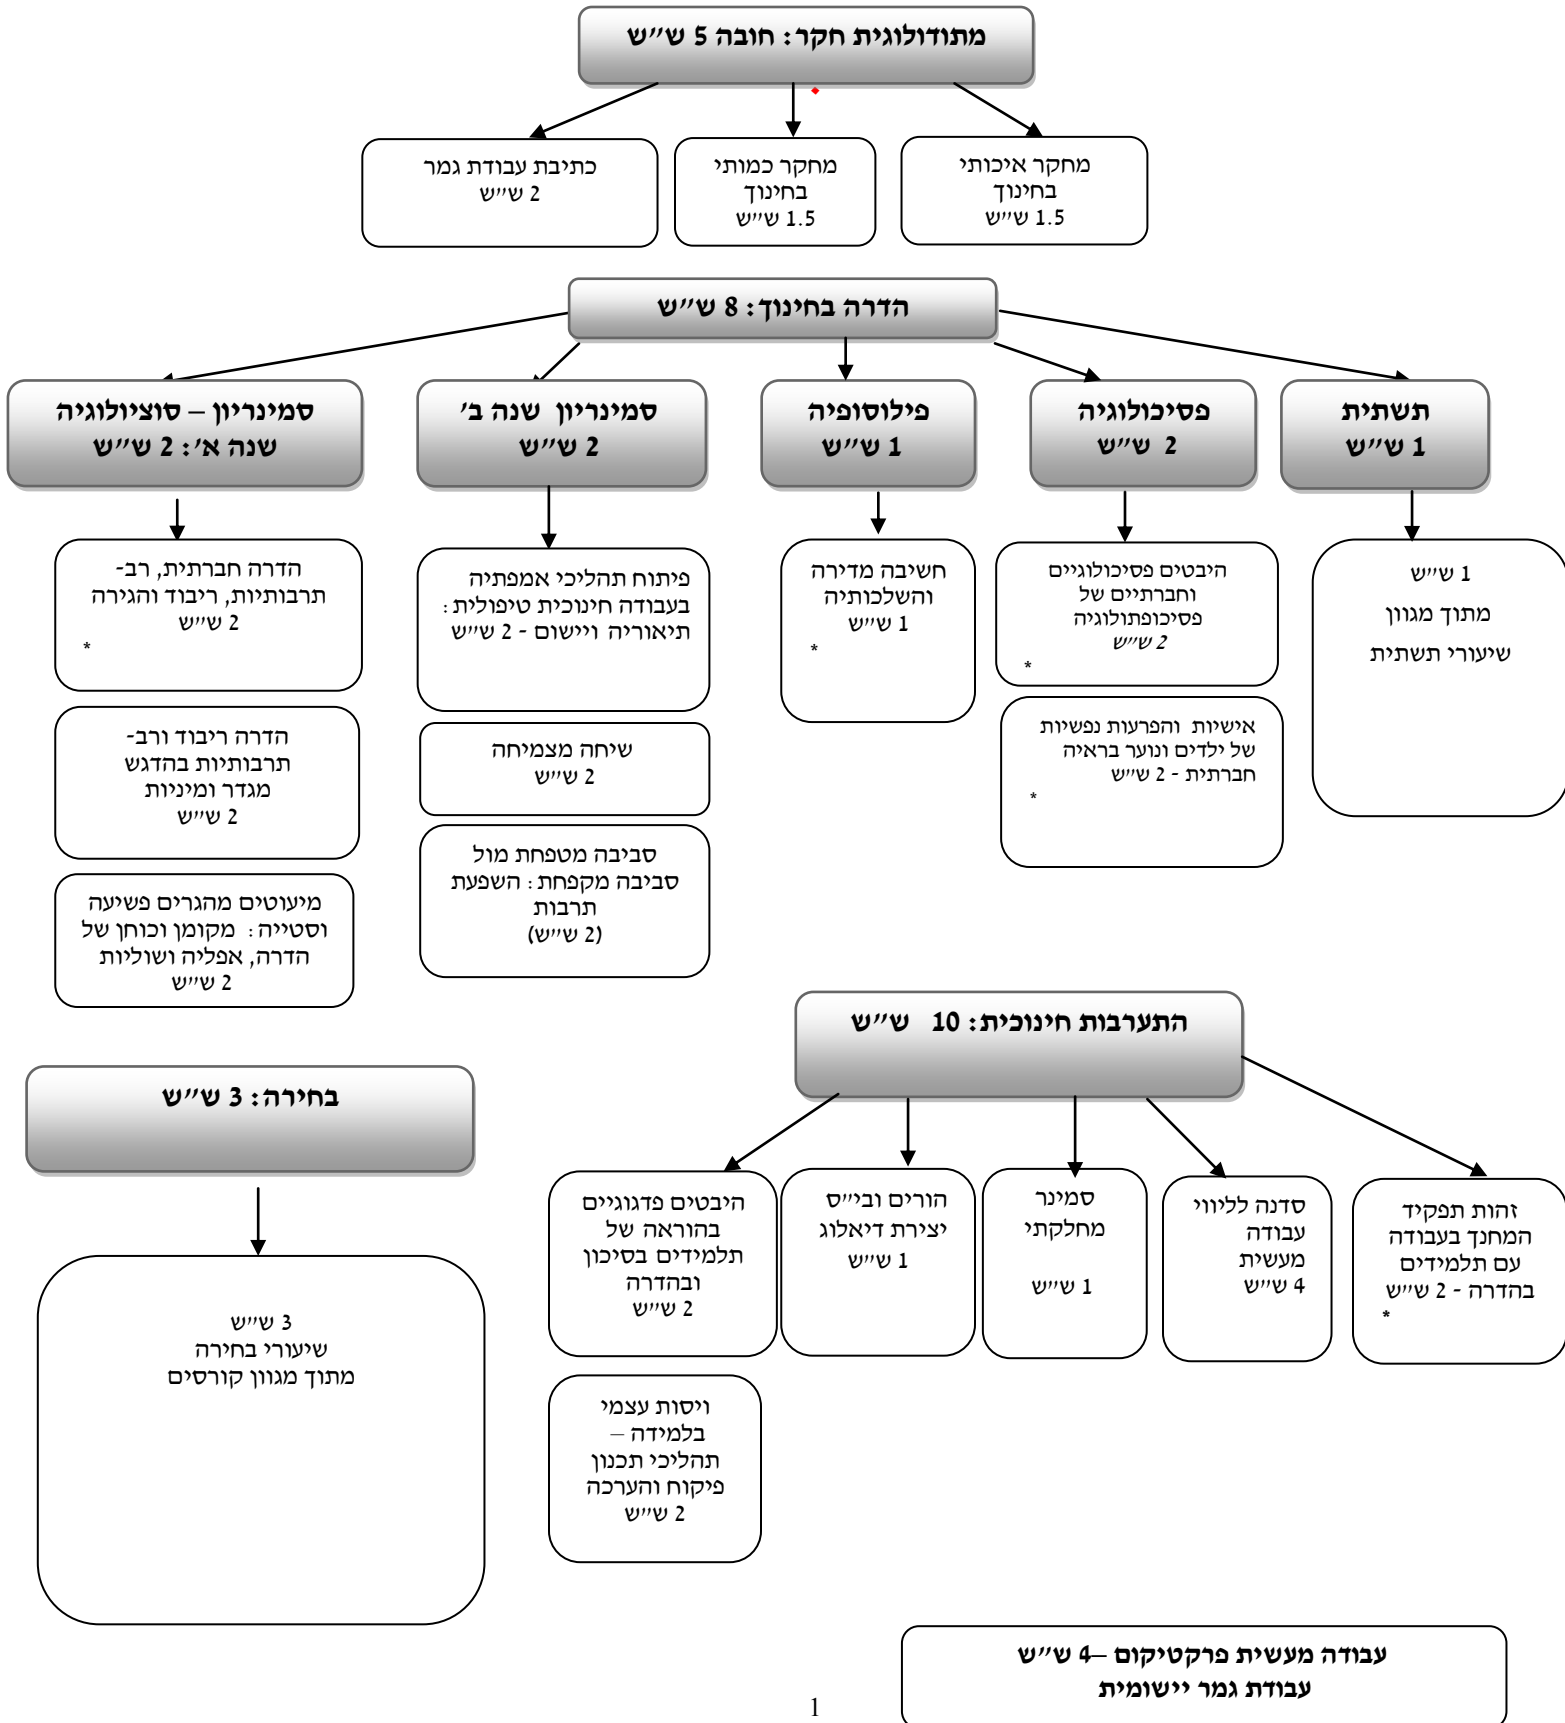 מתודולוגית חקר: חובה 5 ש״ש
מחקר איכותי
בחינוך
1.5 ש״ש
מחקר כמותי
בחינוך
1.5 ש״ש
כתיבת עבודת גמר
2 ש״ש
הדרה בחינוך: 8 ש״ש
תשתית
1 ש״ש
פסיכולוגיה
2 ש״ש
פילוסופיה
1 ש״ש
סמינריון שנה ב׳
2 ש״ש
סמינריון – סוציולוגיה
שנה א׳: 2 ש״ש
1 ש״ש
מתוך מגוון
שיעורי תשתית
היבטים פסיכולוגיים
וחברתיים של
פסיכופתולוגיה
2 ש״ש
*
אישיות והפרעות נפשיות
של ילדים ונוער בראיה
חברתית - 2 ש״ש
*
חשיבה מדירה
והשלכותיה
1 ש״ש
*
פיתוח תהליכי אמפתיה
בעבודה חינוכית טיפולית:
תיאוריה ויישום - 2 ש״ש
שיחה מצמיחה
2 ש״ש
סביבה מטפחת מול
סביבה מקפחת: השפעת
תרבות
(2 ש״ש)
הדרה חברתית, רב-
תרבותיות, ריבוד והגירה
2 ש״ש
*
הדרה ריבוד ורב-
תרבותיות בהדגש
מגדר ומיניות
2 ש״ש
מיעוטים מהגרים פשיעה
וסטייה: מקומן וכוחן של
הדרה, אפליה ושוליות
2 ש״ש
התערבות חינוכית: 10 ש״ש
זהות תפקיד
המחנך בעבודה
עם תלמידים
בהדרה - 2 ש״ש
*
סדנה לליווי
עבודה
מעשית
4 ש״ש
סמינר
מחלקתי
1 ש״ש
הורים ובי״ס
יצירת דיאלוג
1 ש״ש
היבטים פדגוגיים
בהוראה של
תלמידים בסיכון
ובהדרה
2 ש״ש
ויסות עצמי
בלמידה –
תהליכי תכנון
פיקוח והערכה
2 ש״ש
בחירה: 3 ש״ש
3 ש״ש
שיעורי בחירה
מתוך מגוון קורסים
עבודה מעשית פרקטיקום –4 ש״ש
עבודת גמר יישומית
1